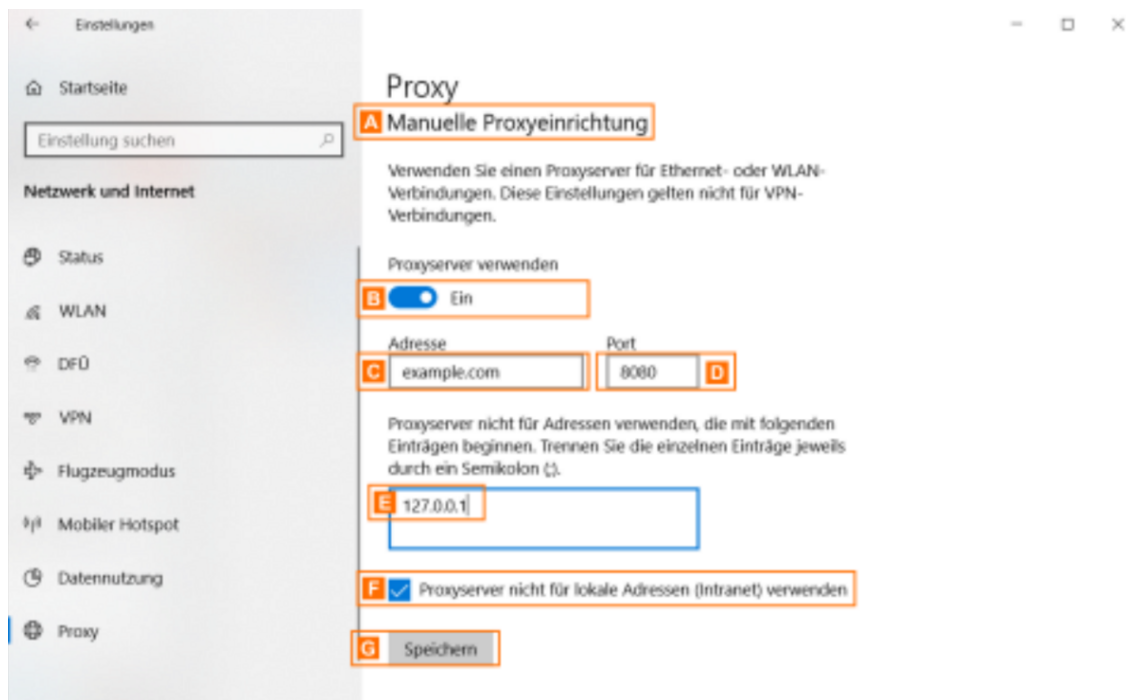 Einstellungen
Startseite
Einstellung suchen
Netzwerk und Internet
Status
WLAN
DFÜ
VPN
Flugzeugmodus
Mobiler Hotspot
Datennutzung
Proxy
Proxy
A Manuelle Proxyeinrichtung
Verwenden Sie einen Proxyserver für Ethernet- oder WLAN-
Verbindungen. Diese Einstellungen gelten nicht für VPN-
Verbindungen.
Proxyserver verwenden
B Ein
Adresse Port
C example.com 8080 D
Proxyserver nicht für Adressen verwenden, die mit folgenden
Einträgen beginnen. Trennen Sie die einzelnen Einträge jeweils
durch ein Semikolon (;).
E 127.0.0.1
F Proxyserver nicht für lokale Adressen (Intranet) verwenden
G Speichern